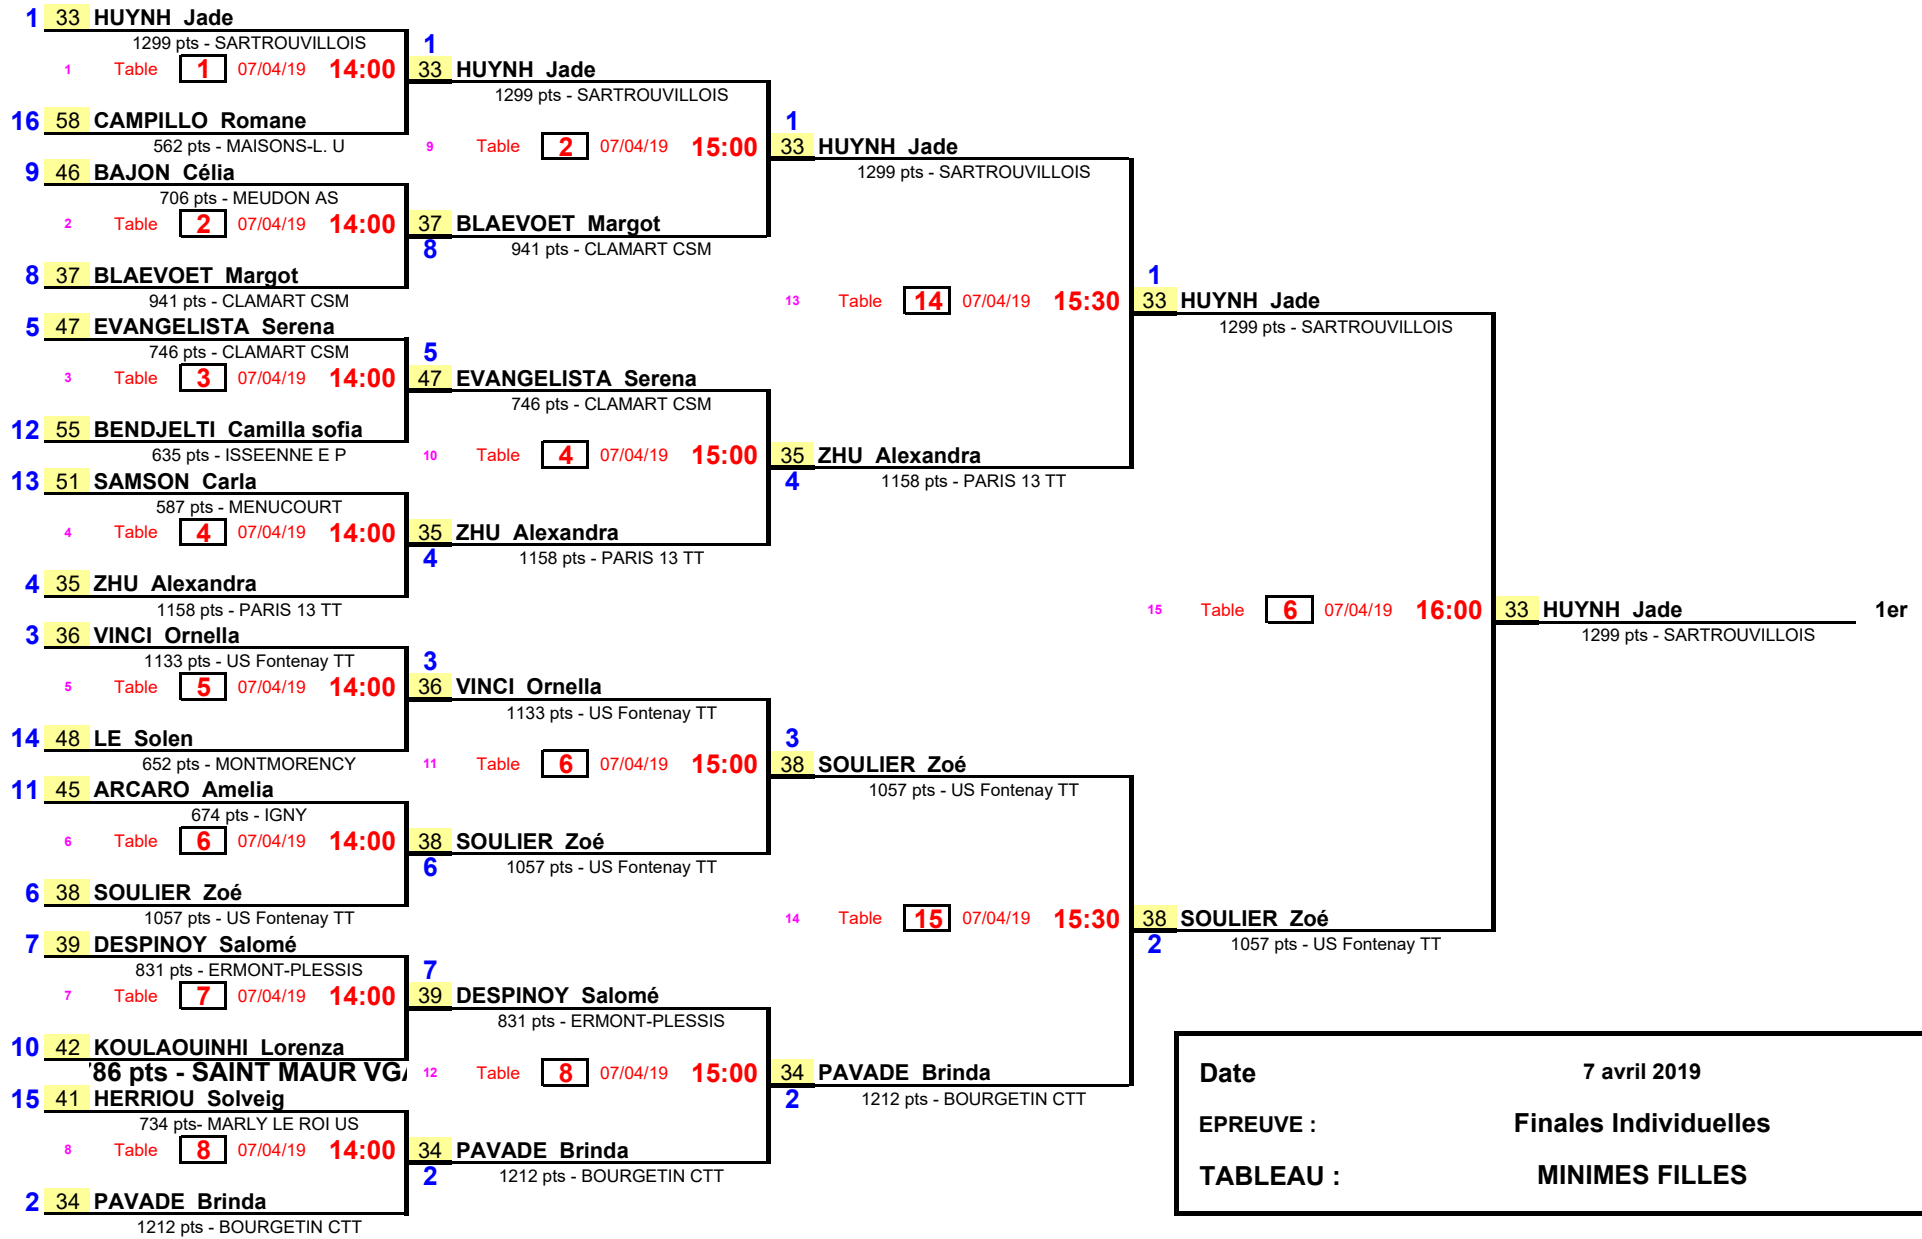 1 33 HUYNH Jade
1299 pts - SARTROUVILLOIS
1 Table 1 07/04/19 14:00
16 58 CAMPILLO Romane
562 pts - MAISONS-L. U
9 46 BAJON Célia
706 pts - MEUDON AS
2 Table 2 07/04/19 14:00
8 37 BLAEVOET Margot
941 pts - CLAMART CSM
5 47 EVANGELISTA Serena
746 pts - CLAMART CSM
3 Table 3 07/04/19 14:00
12 55 BENDJELTI Camilla sofia
635 pts - ISSEENNE E P
13 51 SAMSON Carla
587 pts - MENUCOURT
4 Table 4 07/04/19 14:00
4 35 ZHU Alexandra
1158 pts - PARIS 13 TT
3 36 VINCI Ornella
1133 pts - US Fontenay TT
5 Table 5 07/04/19 14:00
14 48 LE Solen
652 pts - MONTMORENCY
11 45 ARCARO Amelia
674 pts - IGNY
6 Table 6 07/04/19 14:00
6 38 SOULIER Zoé
1057 pts - US Fontenay TT
7 39 DESPINOY Salomé
831 pts - ERMONT-PLESSIS
7 Table 7 07/04/19 14:00
10 42 KOULAOUINHI Lorenza
86 pts - SAINT MAUR VGA
15 41 HERRIOU Solveig
734 pts- MARLY LE ROI US
8 Table 8 07/04/19 14:00
2 34 PAVADE Brinda
1212 pts - BOURGETIN CTT
1
33 HUYNH Jade
1299 pts - SARTROUVILLOIS
9 Table 2 07/04/19 15:00
37 BLAEVOET Margot
8
941 pts - CLAMART CSM
5
47 EVANGELISTA Serena
746 pts - CLAMART CSM
10 Table 4 07/04/19 15:00
35 ZHU Alexandra
4
1158 pts - PARIS 13 TT
3
36 VINCI Ornella
1133 pts - US Fontenay TT
11 Table 6 07/04/19 15:00
38 SOULIER Zoé
6
1057 pts - US Fontenay TT
7
39 DESPINOY Salomé
831 pts - ERMONT-PLESSIS
12 Table 8 07/04/19 15:00
34 PAVADE Brinda
2
1212 pts - BOURGETIN CTT
1
33 HUYNH Jade
1299 pts - SARTROUVILLOIS
13 Table 14 07/04/19 15:30
35 ZHU Alexandra
4
1158 pts - PARIS 13 TT
3
38 SOULIER Zoé
1057 pts - US Fontenay TT
14 Table 15 07/04/19 15:30
34 PAVADE Brinda
2
1212 pts - BOURGETIN CTT
1
33 HUYNH Jade
1299 pts - SARTROUVILLOIS
15 Table 6 07/04/19 16:00
38 SOULIER Zoé
2
1057 pts - US Fontenay TT
33 HUYNH Jade 1er
1299 pts - SARTROUVILLOIS
Date 7 avril 2019
EPREUVE : Finales Individuelles
TABLEAU : MINIMES FILLES